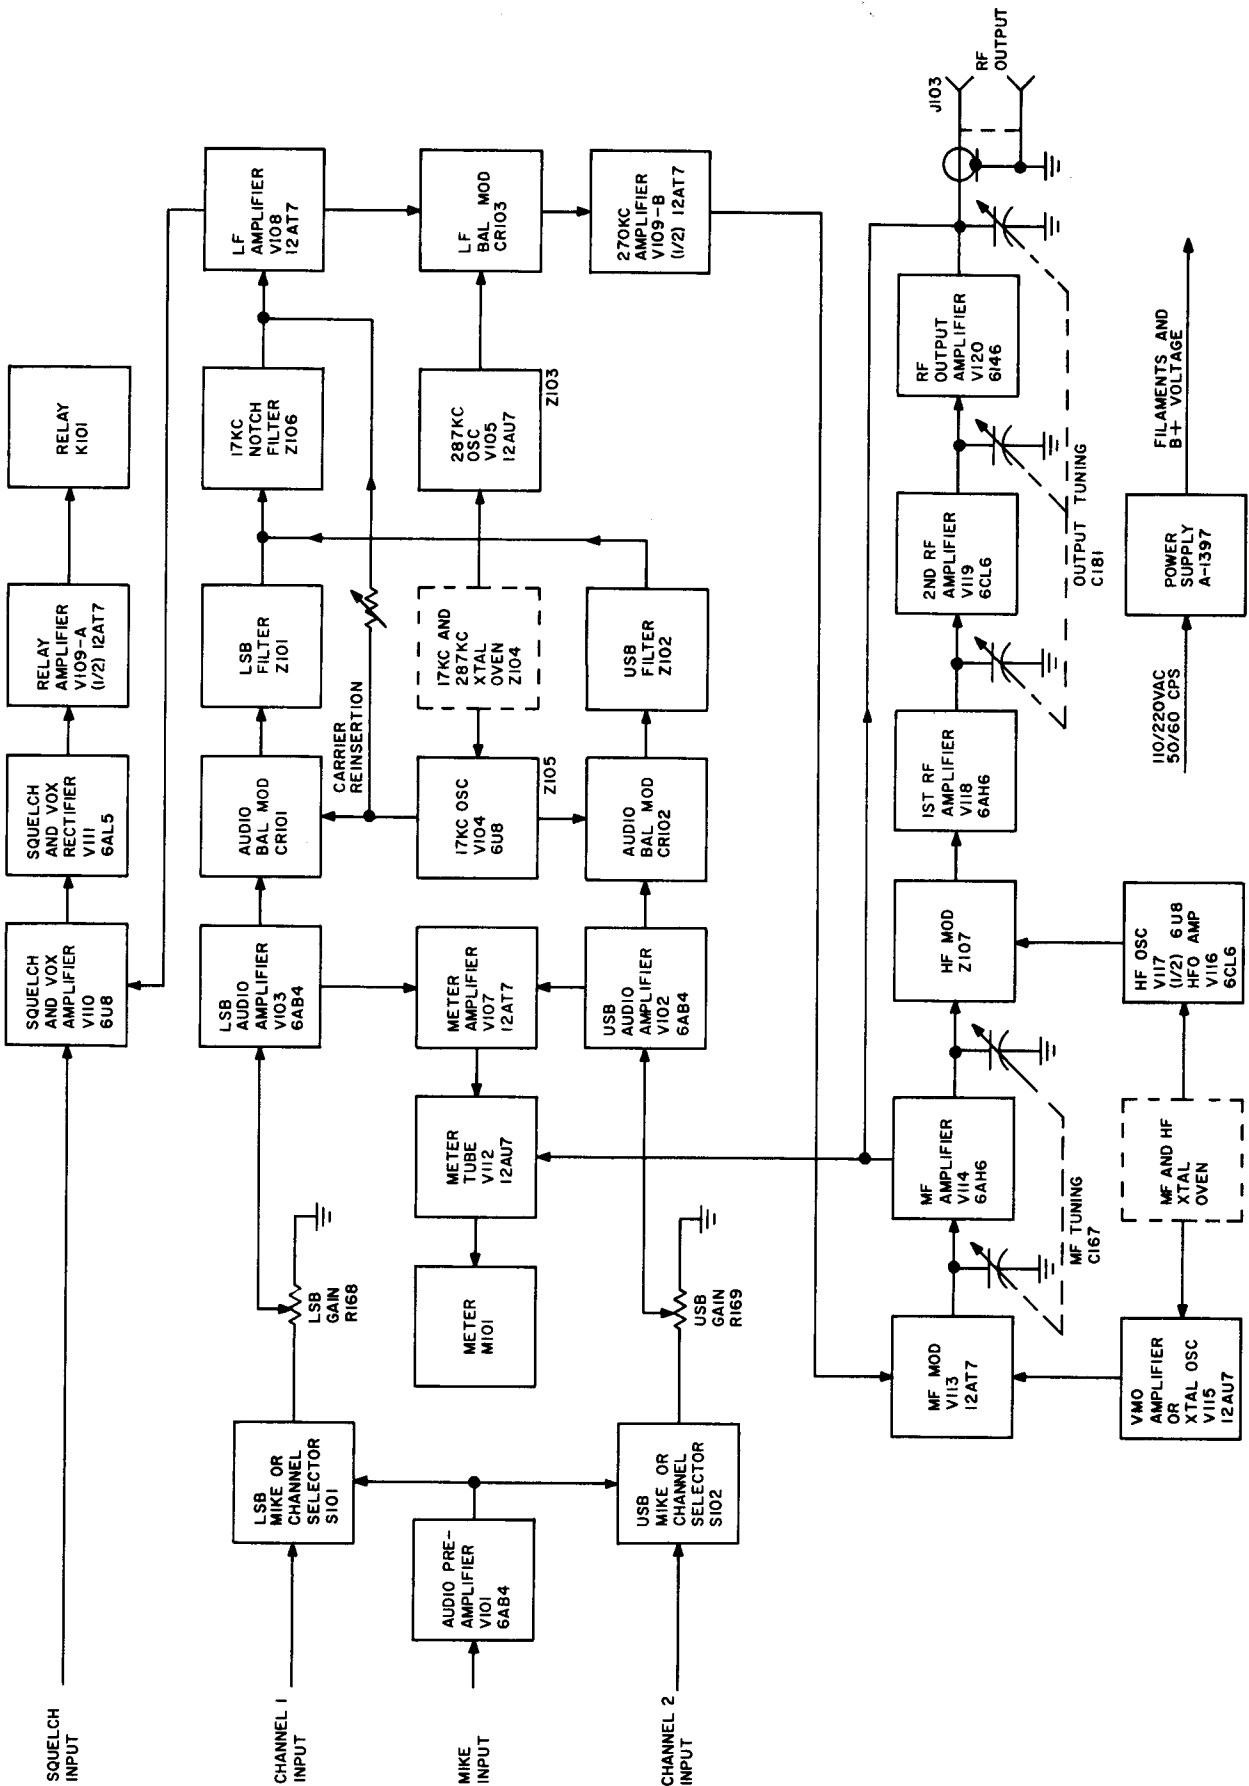 SQUELCH
INPUT
SQUELCH
AND VOX
AMPLIFIER
V110
6U8
SQUELCH
AND VOX
RECTIFIER
V111
6AL5
RELAY
AMPLIFIER
V109-A
(1/2) 12AT7
RELAY
K101
CHANNEL 1
INPUT
LSB
MIKE OR
CHANNEL
SELECTOR
S101
LSB
GAIN
R168
LSB
AUDIO
AMPLIFIER
V103
6AB4
AUDIO
BAL MOD
CR101
LSB
FILTER
Z101
17KC
NOTCH
FILTER
Z106
LF
AMPLIFIER
V108
12AT7
CARRIER
REINSERTION
MIKE
INPUT
AUDIO PRE-
AMPLIFIER
V101
6AB4
METER
M101
METER
TUBE
V112
12AU7
METER
AMPLIFIER
V107
12AT7
17KC OSC
V104
6U8
Z105
17KC AND
287KC
XTAL
OVEN
Z104
287KC
OSC
V105
12AU7
Z103
LF
BAL MOD
CR103
CHANNEL 2
INPUT
USB
MIKE OR
CHANNEL
SELECTOR
S102
USB
GAIN
R169
USB
AUDIO
AMPLIFIER
V102
6AB4
AUDIO
BAL MOD
CR102
USB
FILTER
Z102
270KC
AMPLIFIER
V109-B
(1/2) 12AT7
MF MOD
V113
12AT7
MF
AMPLIFIER
V114
6AH6
HF MOD
Z107
1ST RF
AMPLIFIER
V118
6AH6
2ND RF
AMPLIFIER
V119
6CL6
RF
OUTPUT
AMPLIFIER
V120
6146
J103
RF
OUTPUT
MF TUNING
C167
OUTPUT TUNING
C181
VMO
AMPLIFIER
OR
XTAL OSC
V115
12AU7
MF AND HF
XTAL
OVEN
HF OSC
V117
(1/2) 6U8
HFO AMP
V116
6CL6
110/220VAC
50/60 CPS
POWER
SUPPLY
A-1397
FILAMENTS AND
B+ VOLTAGE